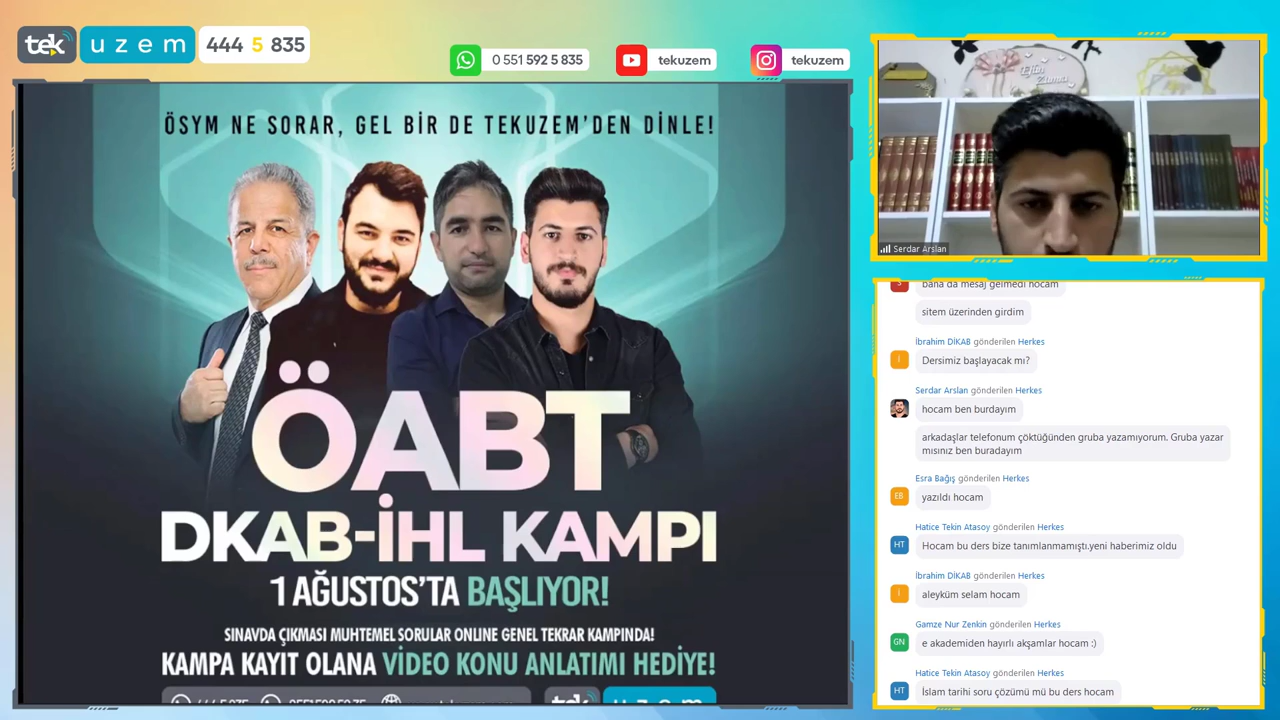 tek uzem 444 5 835
0 551 592 5 835
tekuzem
tekuzem
ÖSYM NE SORAR, GEL BİR DE TEKUZEM'DEN DİNLE!
ÖABT
DKAB-İHL KAMPI
1 AĞUSTOS'TA BAŞLIYOR!
SINAVDA ÇIKMASI MUHTEMEL SORULAR ONLINE GENEL TEKRAR KAMPINDA!
KAMPA KAYIT OLANA VİDEO KONU ANLATIMI HEDİYE!
tek uzem
Serdar Arslan
bana da mesaj gelmedi hocam
sitem üzerinden girdim
İbrahim DİKAB gönderilen Herkes
İ
Dersimiz başlayacak mı?
Serdar Arslan gönderilen Herkes
hocam ben burdayım
arkadaşlar telefonum çöktüğünden gruba yazamıyorum. Gruba yazar
mısınız ben buradayım
Esra Bağış gönderilen Herkes
EB
yazıldı hocam
Hatice Tekin Atasoy gönderilen Herkes
HT
Hocam bu ders bize tanımlanmamıştı.yeni haberimiz oldu
İbrahim DİKAB gönderilen Herkes
İ
aleyküm selam hocam
Gamze Nur Zenkin gönderilen Herkes
GN
e akademiden hayırlı akşamlar hocam :)
Hatice Tekin Atasoy gönderilen Herkes
HT
İslam tarihi soru çözümü mü bu ders hocam